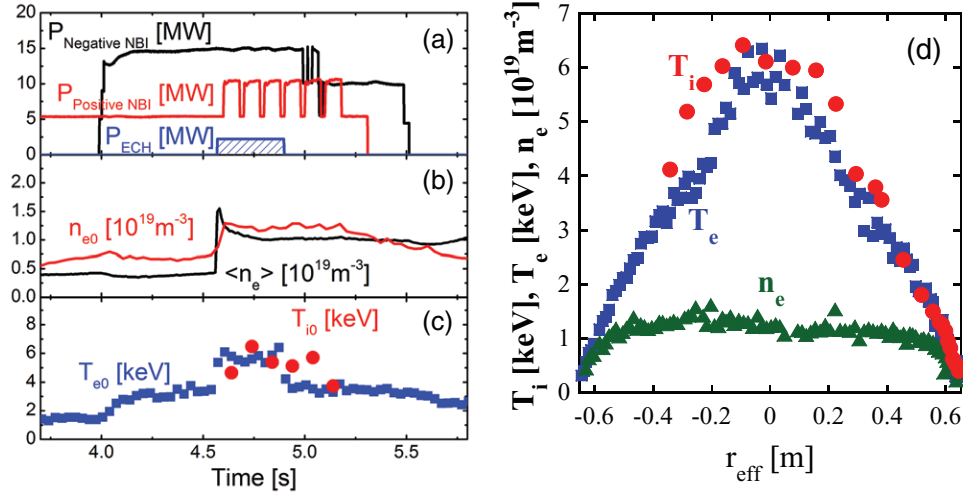 20
15
10
5
0
P Negative NBI [MW]
(a)
P Positive NBI [MW]
P ECH [MW]
2.0
1.5
1.0
0.5
0.0
(b)
n e0 [10^19 m^-3]
<n e> [10^19 m^-3]
8
6
4
2
0
(c)
T i0 [keV]
T e0 [keV]
4.0 4.5 5.0 5.5
Time [s]
T i [keV], T e [keV], n e [10^19 m^-3]
7
6
5
4
3
2
1
0
(d)
T i
T e
n e
-0.6 -0.4 -0.2 0 0.2 0.4 0.6
r eff [m]